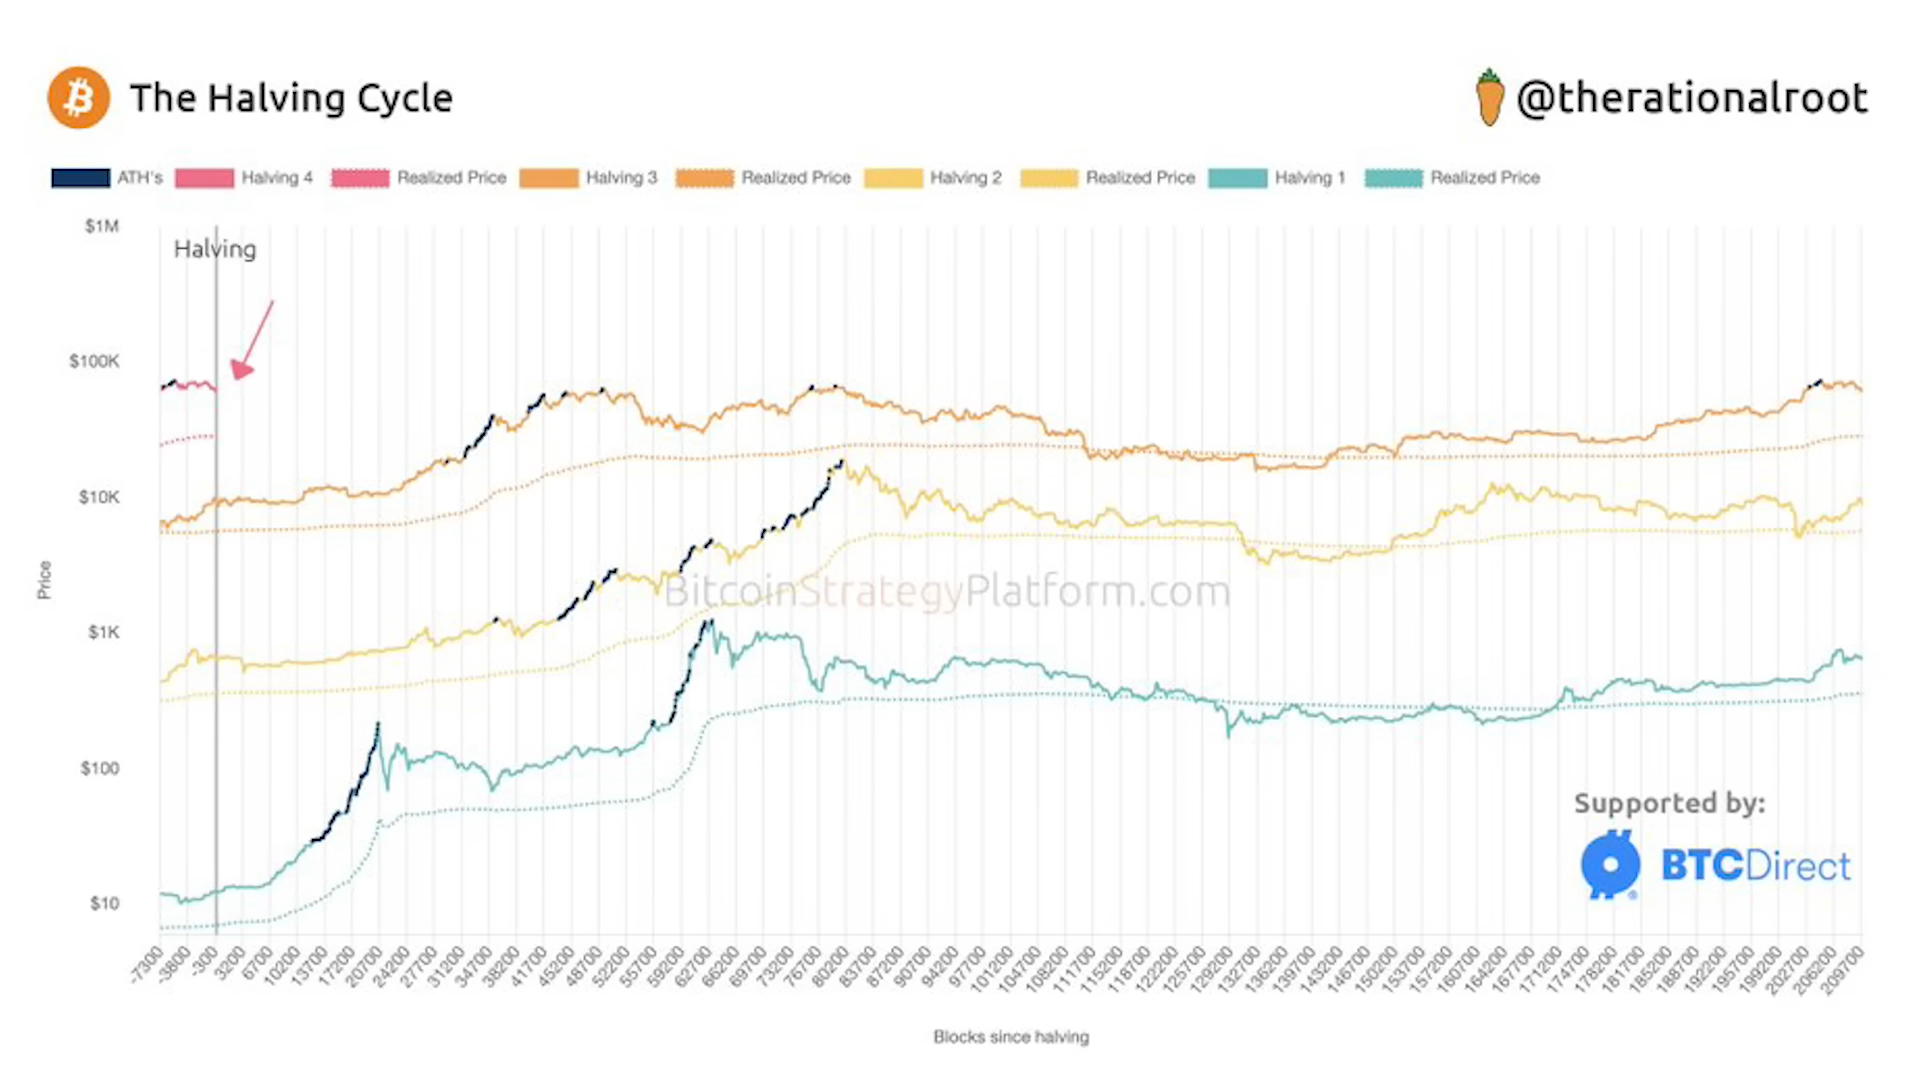 The Halving Cycle
@therationalroot
ATH's Halving 4 Realized Price Halving 3 Realized Price Halving 2 Realized Price Halving 1 Realized Price
$1M
Halving
$100K
$10K
Price
BitcoinStrategyPlatform.com
$1K
$100
Supported by:
BTCDirect
$10
-7300 -3800 -300 3200 6700 10200 13700 17200 20700 24200 27700 31200 34700 38200 41700 45200 48700 52200 55700 59200 62700 66200 69700 73200 76700 80200 83700 87200 90700 94200 97700 101200 104700 108200 111700 115200 118700 122200 125700 129200 132700 136200 139700 143200 146700 150200 153700 157200 160700 164200 167700 171200 174700 178200 181700 185200 188700 192200 195700 199200 202700 206200 209700
Blocks since halving